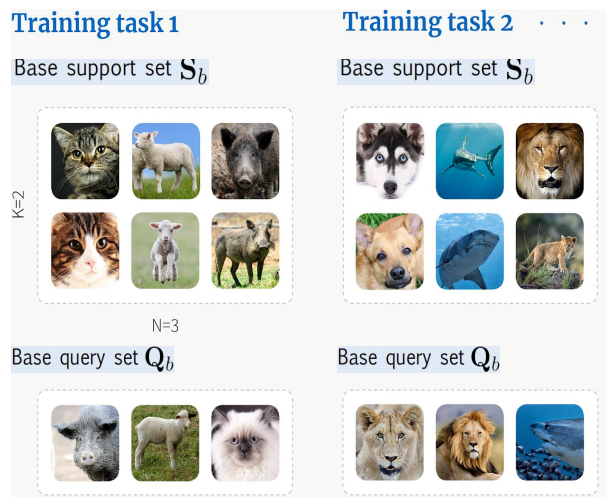 Training task 1
Training task 2 . . .
Base support set S_b
Base support set S_b
K=2
N=3
Base query set Q_b
Base query set Q_b